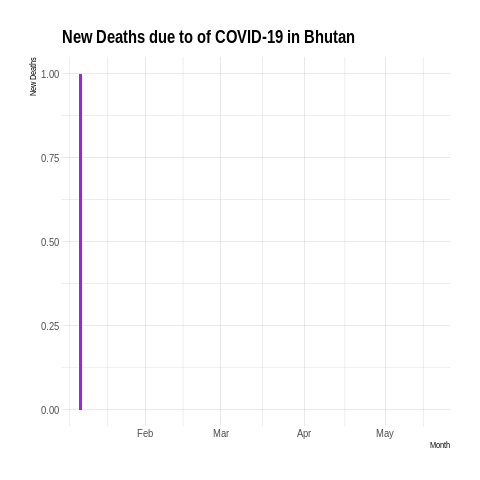 New Deaths due to of COVID-19 in Bhutan
New Deaths
1.00
0.75
0.50
0.25
0.00
Feb Mar Apr May
Month